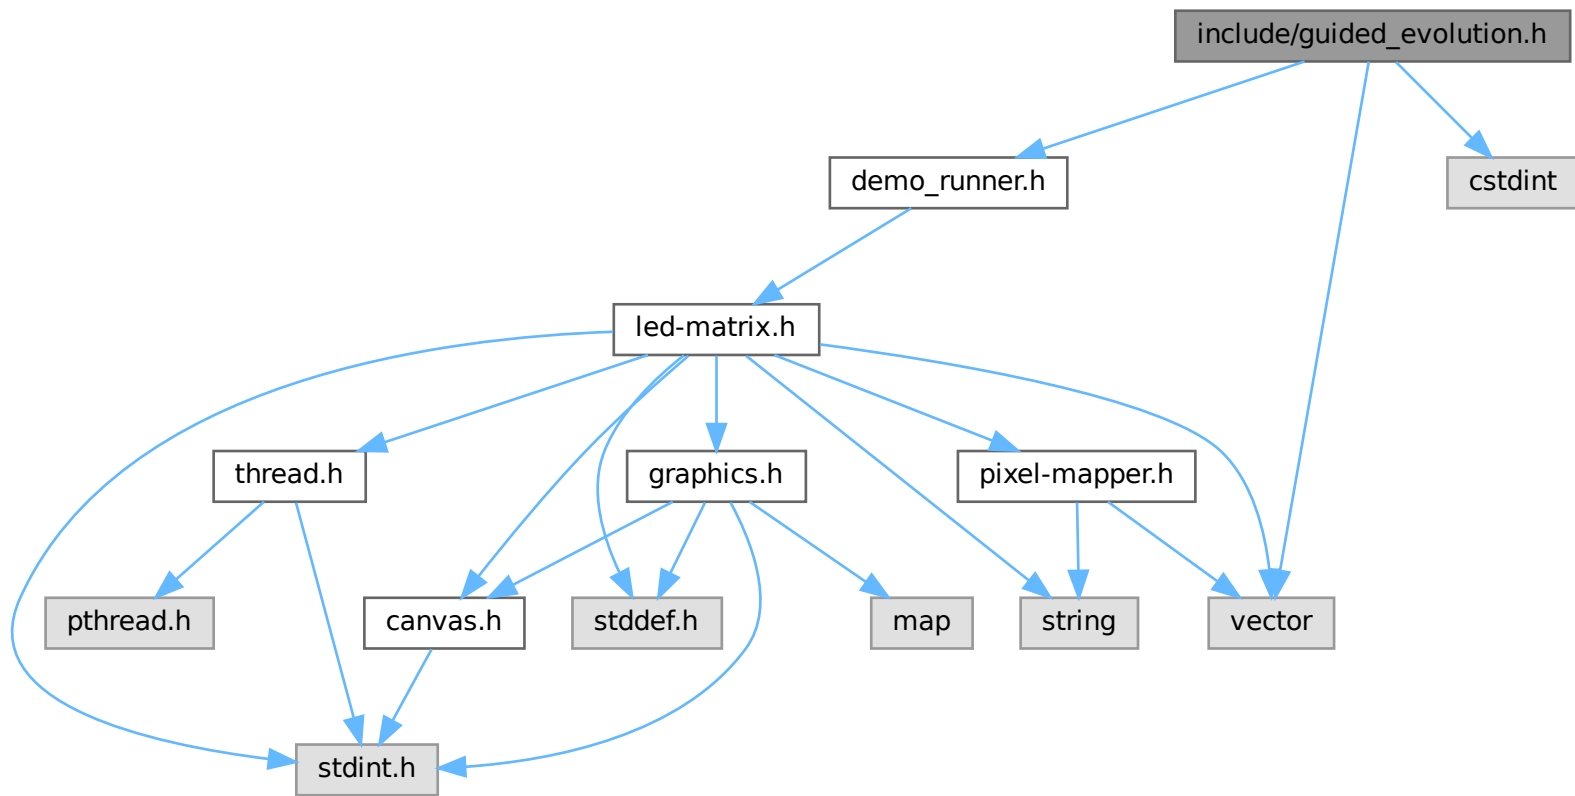 include/guided_evolution.h
demo_runner.h
cstdint
led-matrix.h
thread.h
graphics.h
pixel-mapper.h
pthread.h
canvas.h
stddef.h
map
string
vector
stdint.h